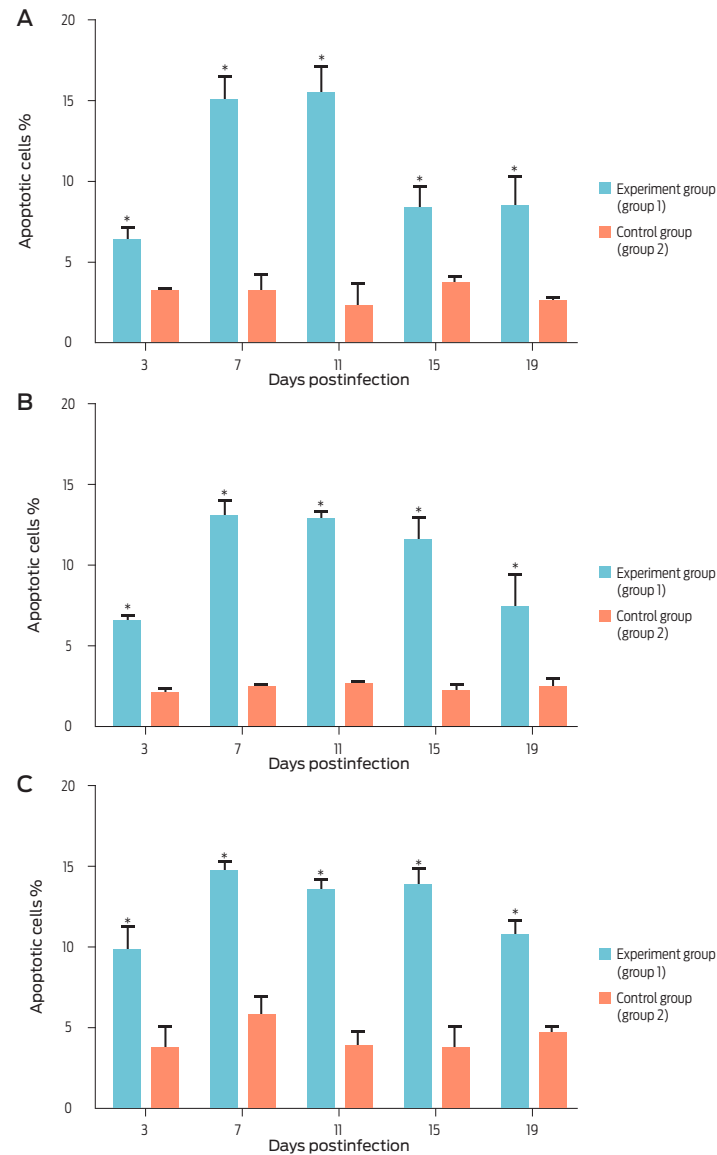 A
20
15
10
5
0
Apoptotic cells %
*
*
*
*
*
3
7
11
15
19
Days postinfection
Experiment group
(group 1)
Control group
(group 2)
B
20
15
10
5
0
Apoptotic cells %
*
*
*
*
*
3
7
11
15
19
Days postinfection
Experiment group
(group 1)
Control group
(group 2)
C
20
15
10
5
0
Apoptotic cells %
*
*
*
*
*
3
7
11
15
19
Days postinfection
Experiment group
(group 1)
Control group
(group 2)